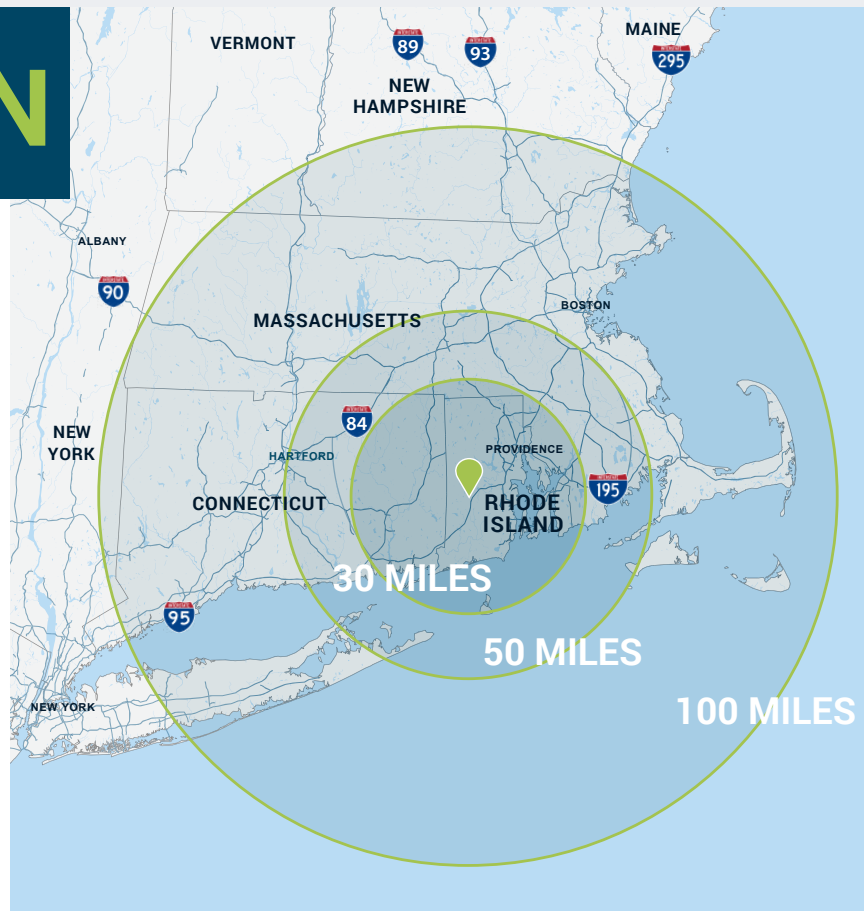 N
VERMONT
89
93
MAINE
295
NEW
HAMPSHIRE
ALBANY
90
BOSTON
MASSACHUSETTS
84
NEW
YORK
HARTFORD
PROVIDENCE
195
CONNECTICUT
RHODE
ISLAND
30 MILES
95
50 MILES
NEW YORK
100 MILES